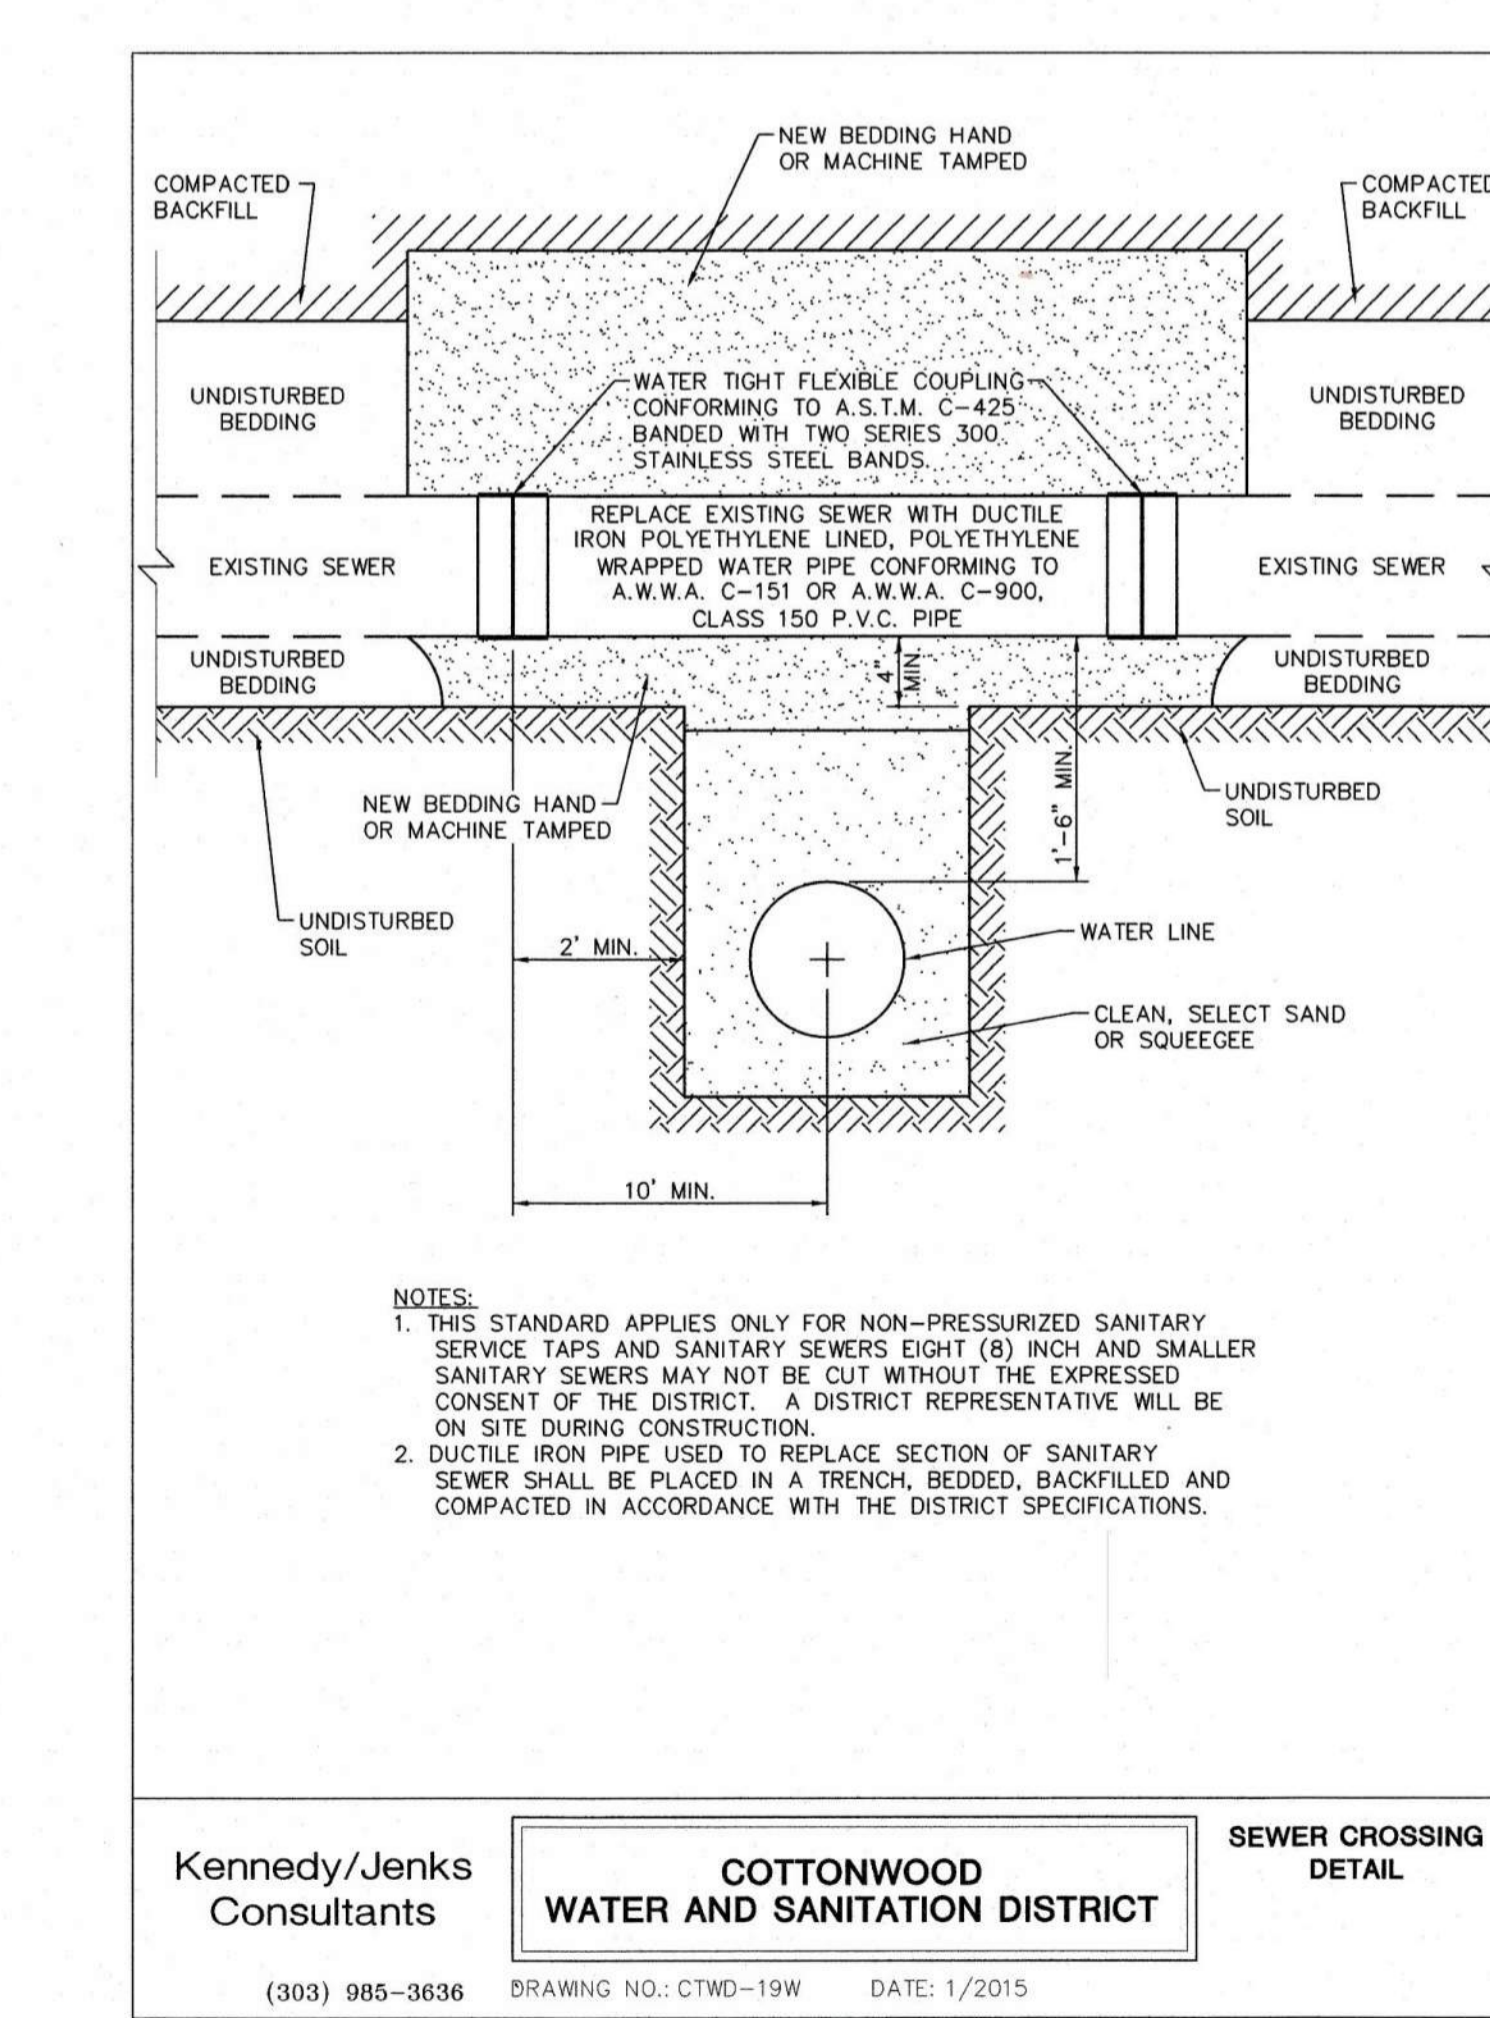 NEW BEDDING HAND
OR MACHINE TAMPED
COMPACTED
BACKFILL
COMPACTED
BACKFILL
WATER TIGHT FLEXIBLE COUPLING
CONFORMING TO A.S.T.M. C-425
BANDED WITH TWO SERIES 300
STAINLESS STEEL BANDS.
UNDISTURBED
BEDDING
UNDISTURBED
BEDDING
REPLACE EXISTING SEWER WITH DUCTILE
IRON POLYETHYLENE LINED, POLYETHYLENE
WRAPPED WATER PIPE CONFORMING TO
A.W.W.A. C-151 OR A.W.W.A. C-900,
CLASS 150 P.V.C. PIPE
EXISTING SEWER
EXISTING SEWER
UNDISTURBED
BEDDING
4"
MIN.
UNDISTURBED
BEDDING
1'-6" MIN.
NEW BEDDING HAND
OR MACHINE TAMPED
UNDISTURBED
SOIL
UNDISTURBED
SOIL
2' MIN.
WATER LINE
CLEAN, SELECT SAND
OR SQUEEGEE
10' MIN.
NOTES:
1. THIS STANDARD APPLIES ONLY FOR NON-PRESSURIZED SANITARY
SERVICE TAPS AND SANITARY SEWERS EIGHT (8) INCH AND SMALLER
SANITARY SEWERS MAY NOT BE CUT WITHOUT THE EXPRESSED
CONSENT OF THE DISTRICT. A DISTRICT REPRESENTATIVE WILL BE
ON SITE DURING CONSTRUCTION.
2. DUCTILE IRON PIPE USED TO REPLACE SECTION OF SANITARY
SEWER SHALL BE PLACED IN A TRENCH, BEDDED, BACKFILLED AND
COMPACTED IN ACCORDANCE WITH THE DISTRICT SPECIFICATIONS.
Kennedy/Jenks
Consultants
(303) 985-3636
COTTONWOOD
WATER AND SANITATION DISTRICT
DRAWING NO.: CTWD-19W DATE: 1/2015
SEWER CROSSING
DETAIL